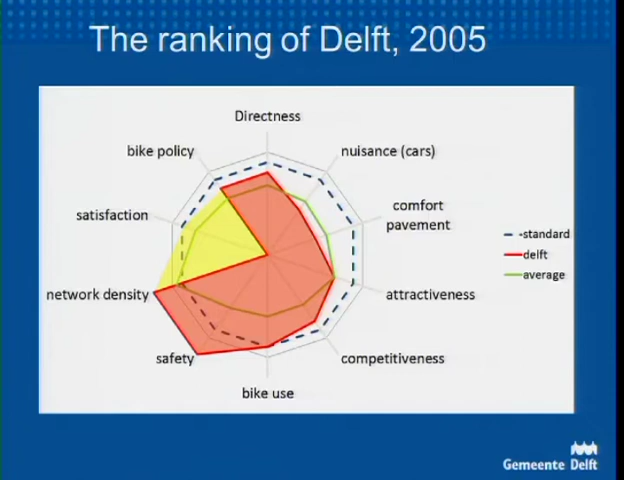 The ranking of Delft, 2005
Directness
bike policy
nuisance (cars)
satisfaction
comfort
pavement
standard
delft
average
network density
attractiveness
safety
competitiveness
bike use
Gemeente Delft